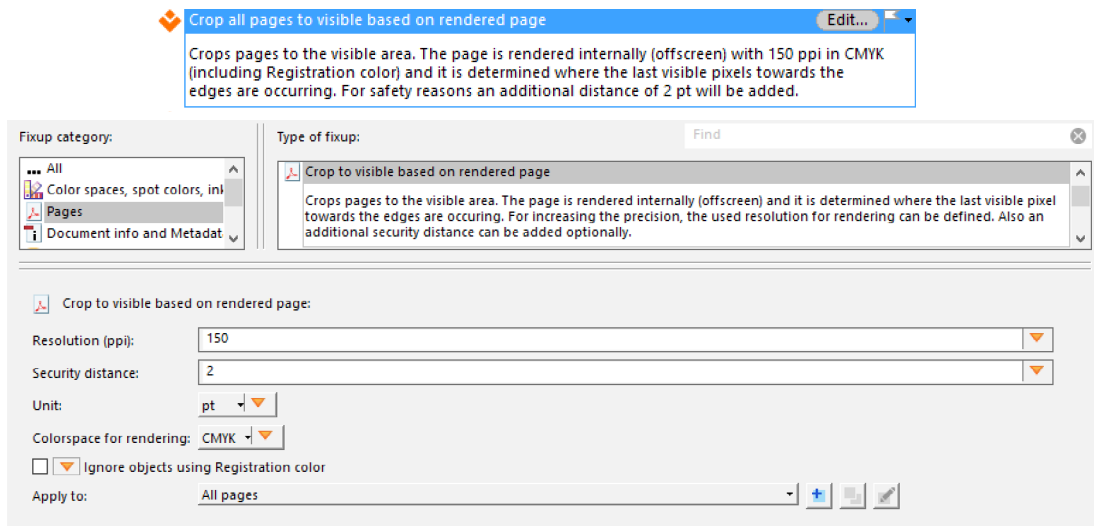 Crop all pages to visible based on rendered page Edit...
Crops pages to the visible area. The page is rendered internally (offscreen) with 150 ppi in CMYK
(including Registration color) and it is determined where the last visible pixels towards the
edges are occurring. For safety reasons an additional distance of 2 pt will be added.
Fixup category:
Type of fixup:
Find
... All
Color spaces, spot colors, ink
Pages
Document info and Metadat
Crop to visible based on rendered page
Crops pages to the visible area. The page is rendered internally (offscreen) and it is determined where the last visible pixel
towards the edges are occuring. For increasing the precision, the used resolution for rendering can be defined. Also an
additional security distance can be added optionally.
Crop to visible based on rendered page:
Resolution (ppi): 150
Security distance: 2
Unit: pt
Colorspace for rendering: CMYK
Ignore objects using Registration color
Apply to: All pages